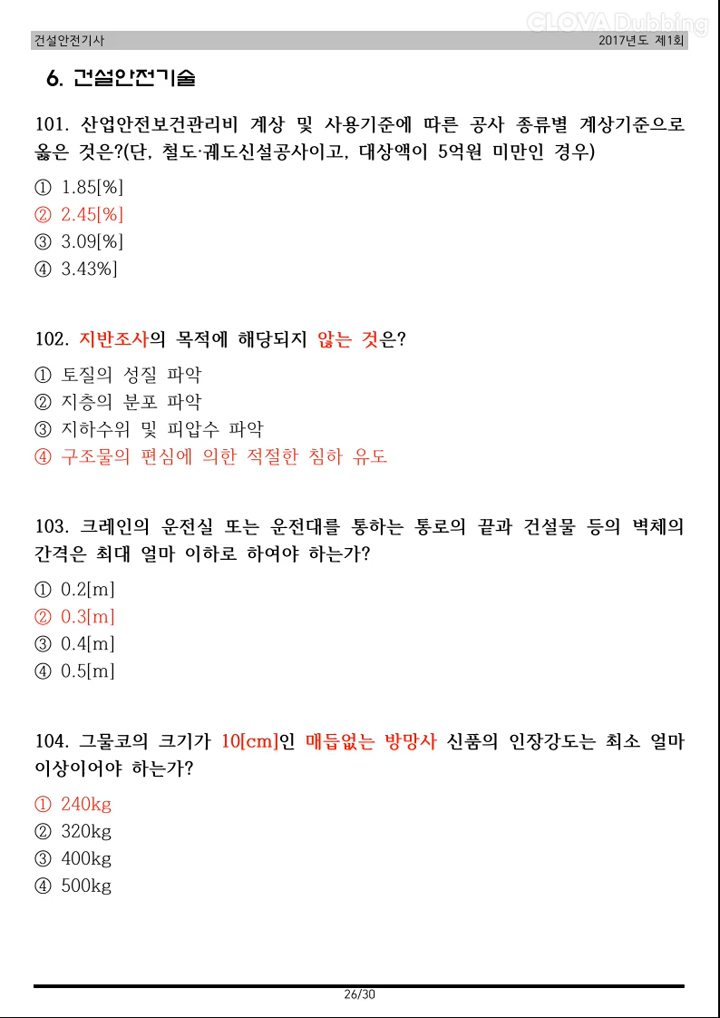 CLOVA Dubbing
건설안전기사 2017년도 제1회
6. 건설안전기술
101. 산업안전보건관리비 계상 및 사용기준에 따른 공사 종류별 계상기준으로
옳은 것은?(단, 철도·궤도신설공사이고, 대상액이 5억원 미만인 경우)
① 1.85[%]
② 2.45[%]
③ 3.09[%]
④ 3.43%]
102. 지반조사의 목적에 해당되지 않는 것은?
① 토질의 성질 파악
② 지층의 분포 파악
③ 지하수위 및 피압수 파악
④ 구조물의 편심에 의한 적절한 침하 유도
103. 크레인의 운전실 또는 운전대를 통하는 통로의 끝과 건설물 등의 벽체의
간격은 최대 얼마 이하로 하여야 하는가?
① 0.2[m]
② 0.3[m]
③ 0.4[m]
④ 0.5[m]
104. 그물코의 크기가 10[cm]인 매듭없는 방망사 신품의 인장강도는 최소 얼마
이상이어야 하는가?
① 240kg
② 320kg
③ 400kg
④ 500kg
26/30